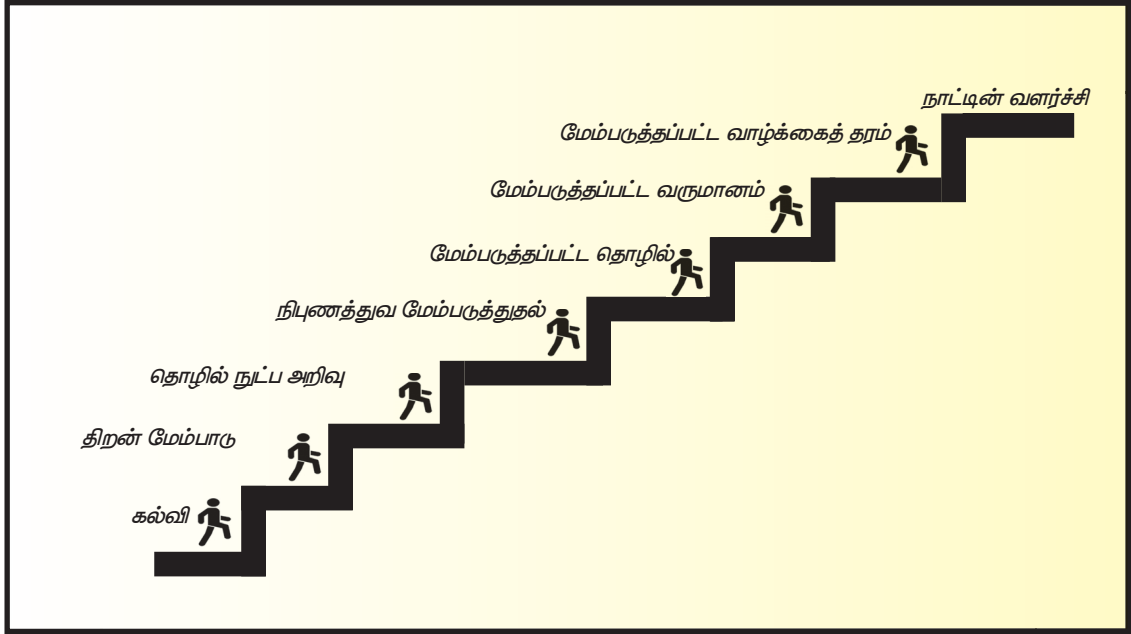 நாட்டின் வளர்ச்சி
மேம்படுத்தப்பட்ட வாழ்க்கைத் தரம்
மேம்படுத்தப்பட்ட வருமானம்
மேம்படுத்தப்பட்ட தொழில்
நிபுணத்துவ மேம்படுத்துதல்
தொழில் நுட்ப அறிவு
திறன் மேம்பாடு
கல்வி